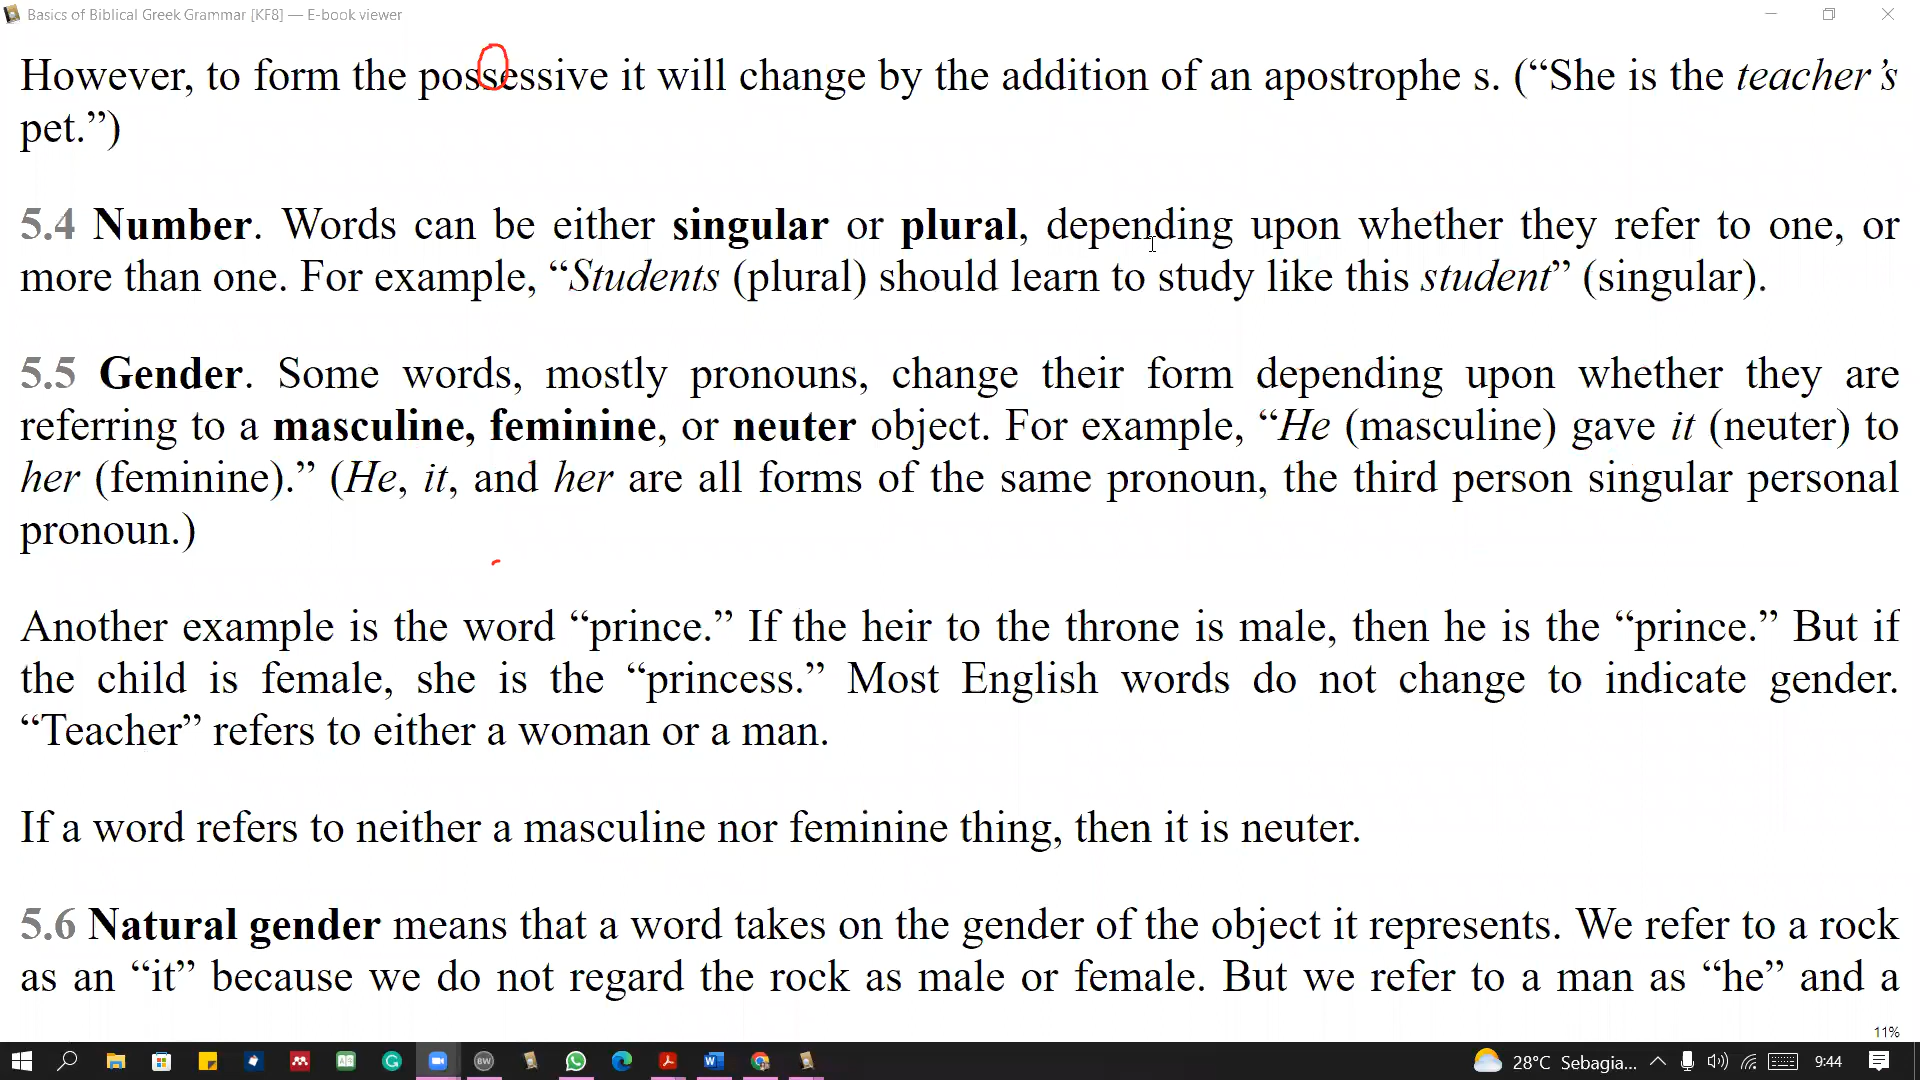 Basics of Biblical Greek Grammar [KF8] — E-book viewer
However, to form the possessive it will change by the addition of an apostrophe s. (“She is the teacher’s
pet.”)
5.4 Number. Words can be either singular or plural, depending upon whether they refer to one, or
more than one. For example, “Students (plural) should learn to study like this student” (singular).
5.5 Gender. Some words, mostly pronouns, change their form depending upon whether they are
referring to a masculine, feminine, or neuter object. For example, “He (masculine) gave it (neuter) to
her (feminine).” (He, it, and her are all forms of the same pronoun, the third person singular personal
pronoun.)
Another example is the word “prince.” If the heir to the throne is male, then he is the “prince.” But if
the child is female, she is the “princess.” Most English words do not change to indicate gender.
“Teacher” refers to either a woman or a man.
If a word refers to neither a masculine nor feminine thing, then it is neuter.
5.6 Natural gender means that a word takes on the gender of the object it represents. We refer to a rock
as an “it” because we do not regard the rock as male or female. But we refer to a man as “he” and a
11%
BW 28°C Sebagia... 9:44